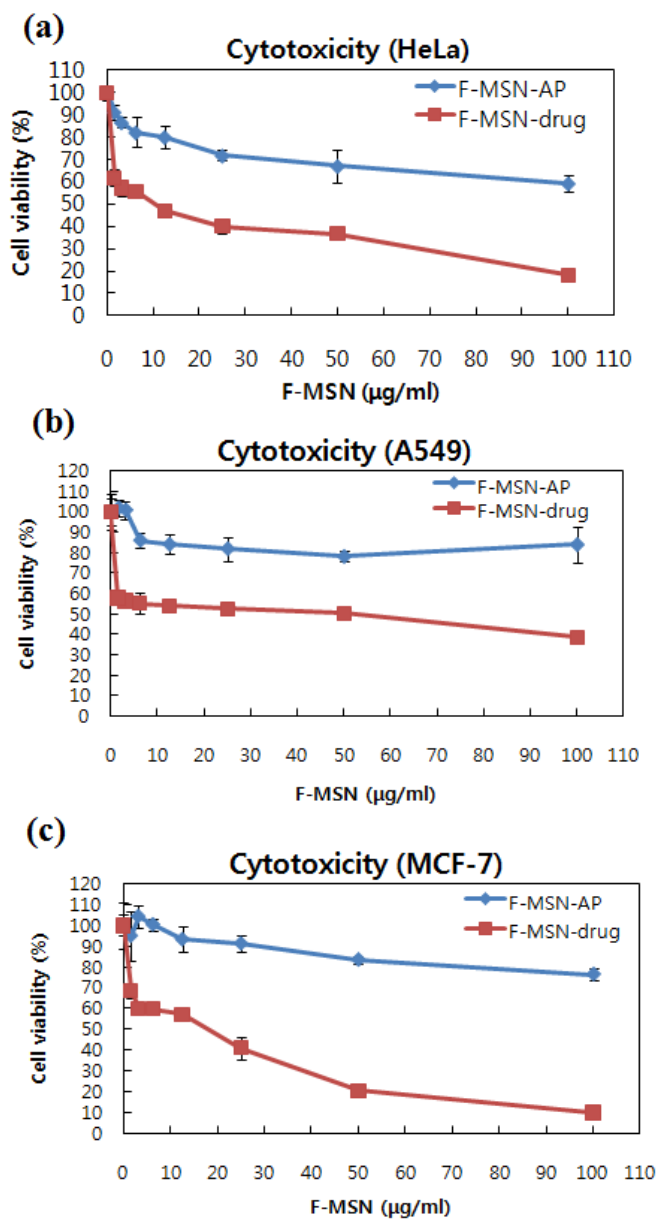 (a)
Cytotoxicity (HeLa)
110
100
90
80
70
60
50
40
30
20
10
0
Cell viability (%)
F-MSN-AP
F-MSN-drug
0 10 20 30 40 50 60 70 80 90 100 110
F-MSN (µg/ml)
(b)
Cytotoxicity (A549)
120
110
100
90
80
70
60
50
40
30
20
10
0
Cell viability (%)
F-MSN-AP
F-MSN-drug
0 10 20 30 40 50 60 70 80 90 100 110
F-MSN (µg/ml)
(c)
Cytotoxicity (MCF-7)
120
110
100
90
80
70
60
50
40
30
20
10
0
Cell viability (%)
F-MSN-AP
F-MSN-drug
0 10 20 30 40 50 60 70 80 90 100 110
F-MSN (µg/ml)